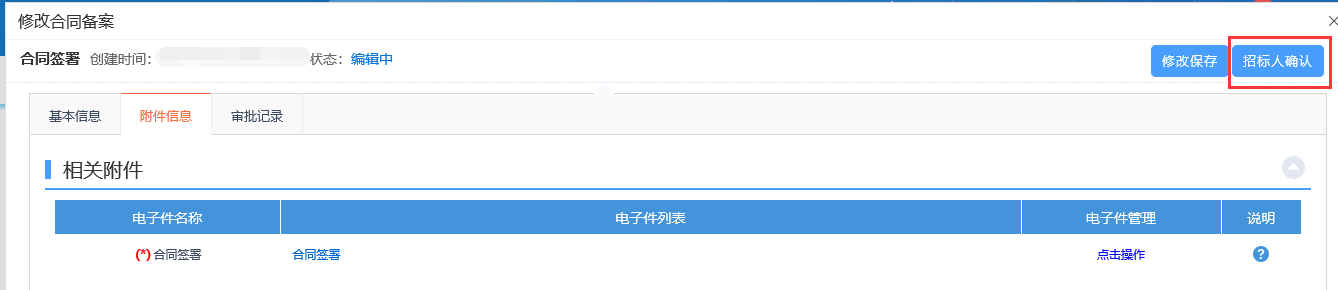 修改合同备案
合同签署 创建时间： 状态：编辑中 修改保存 招标人确认
基本信息 附件信息 审批记录
相关附件
电子件名称 电子件列表 电子件管理 说明
(*) 合同签署 合同签署 点击操作 ?